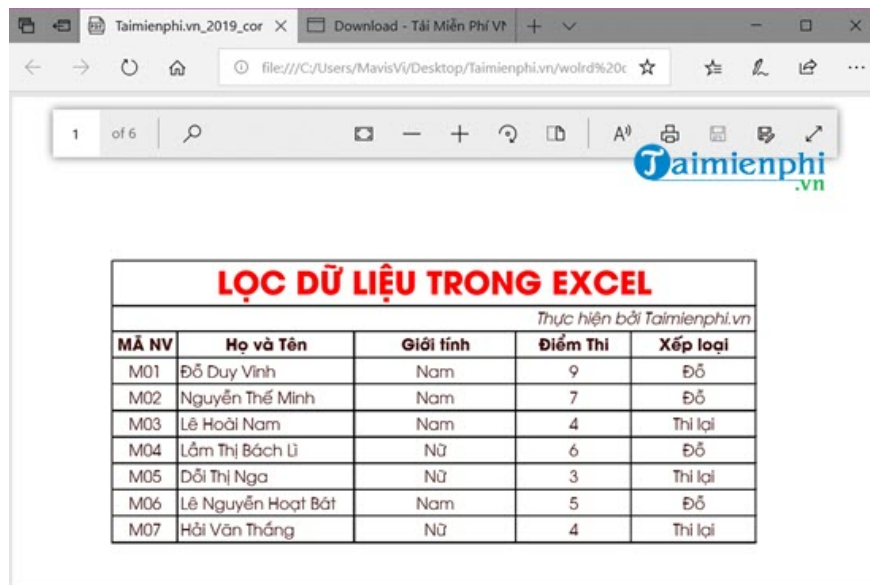 Taimienphi.vn_2019_cor
Download - Tải Miễn Phí VN
file:///C:/Users/MavisVi/Desktop/Taimienphi.vn/wolrd%20c
1 of 6
Taimienphi
.vn
LỌC DỮ LIỆU TRONG EXCEL
Thực hiện bởi Taimienphi.vn
MÃ NV Họ và Tên Giới tính Điểm Thi Xếp loại
M01 Đỗ Duy Vinh Nam 9 Đỗ
M02 Nguyễn Thế Minh Nam 7 Đỗ
M03 Lê Hoài Nam Nam 4 Thi lại
M04 Lầm Thị Bách Lì Nữ 6 Đỗ
M05 Dỗi Thị Nga Nữ 3 Thi lại
M06 Lê Nguyễn Hoạt Bát Nam 5 Đỗ
M07 Hải Văn Thắng Nữ 4 Thi lại